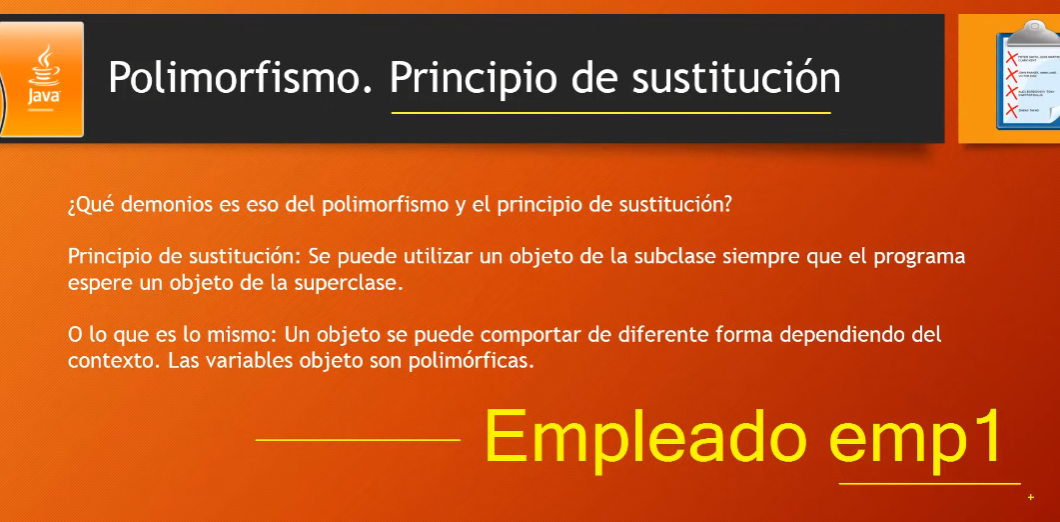 Java
Polimorfismo. Principio de sustitución
¿Qué demonios es eso del polimorfismo y el principio de sustitución?
Principio de sustitución: Se puede utilizar un objeto de la subclase siempre que el programa
espere un objeto de la superclase.
O lo que es lo mismo: Un objeto se puede comportar de diferente forma dependiendo del
contexto. Las variables objeto son polimórficas.
Empleado emp1